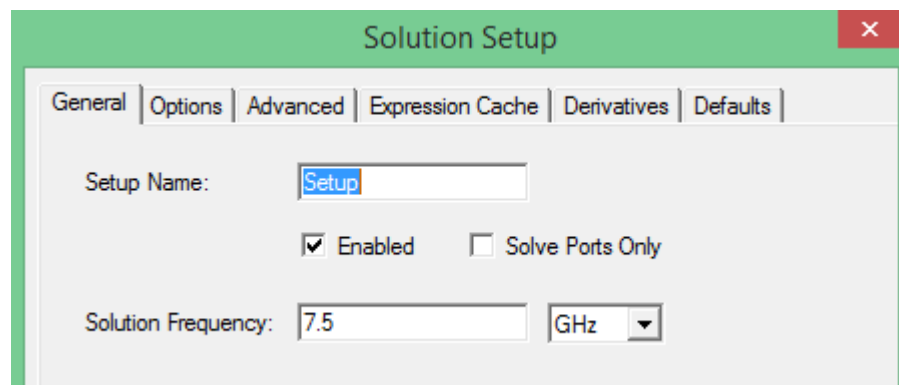 Solution Setup
General Options Advanced Expression Cache Derivatives Defaults
Setup Name: Setup
Enabled Solve Ports Only
Solution Frequency: 7.5 GHz